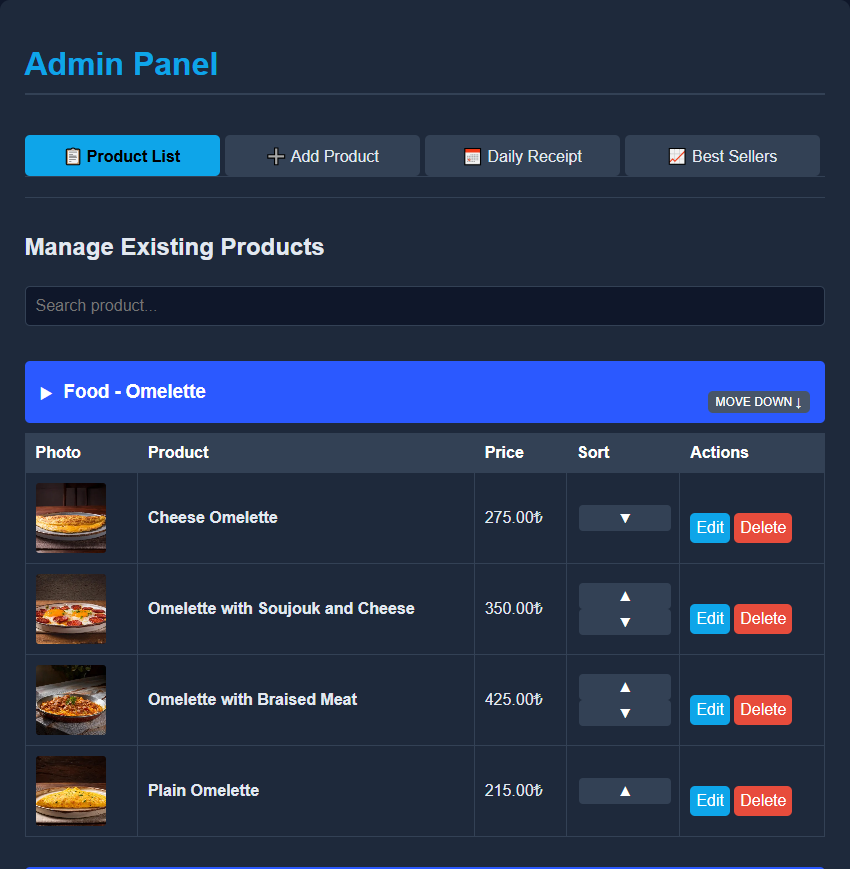 Admin Panel
📋 Product List
➕ Add Product
📅 Daily Receipt
📈 Best Sellers
Manage Existing Products
Search product...
▶ Food - Omelette
MOVE DOWN ↓
Photo Product Price Sort Actions
Cheese Omelette 275.00₺ ▼ Edit Delete
Omelette with Soujouk and Cheese 350.00₺ ▲ ▼ Edit Delete
Omelette with Braised Meat 425.00₺ ▲ ▼ Edit Delete
Plain Omelette 215.00₺ ▲ Edit Delete